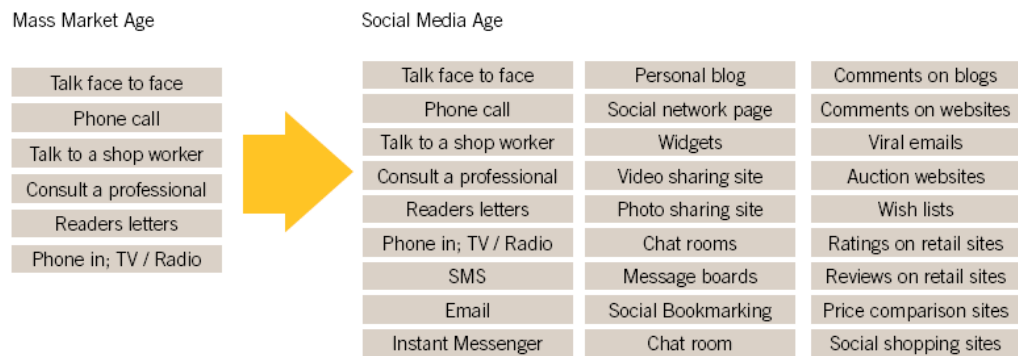 Mass Market Age
Talk face to face
Phone call
Talk to a shop worker
Consult a professional
Readers letters
Phone in; TV / Radio
Social Media Age
Talk face to face
Phone call
Talk to a shop worker
Consult a professional
Readers letters
Phone in; TV / Radio
SMS
Email
Instant Messenger
Personal blog
Social network page
Widgets
Video sharing site
Photo sharing site
Chat rooms
Message boards
Social Bookmarking
Chat room
Comments on blogs
Comments on websites
Viral emails
Auction websites
Wish lists
Ratings on retail sites
Reviews on retail sites
Price comparison sites
Social shopping sites